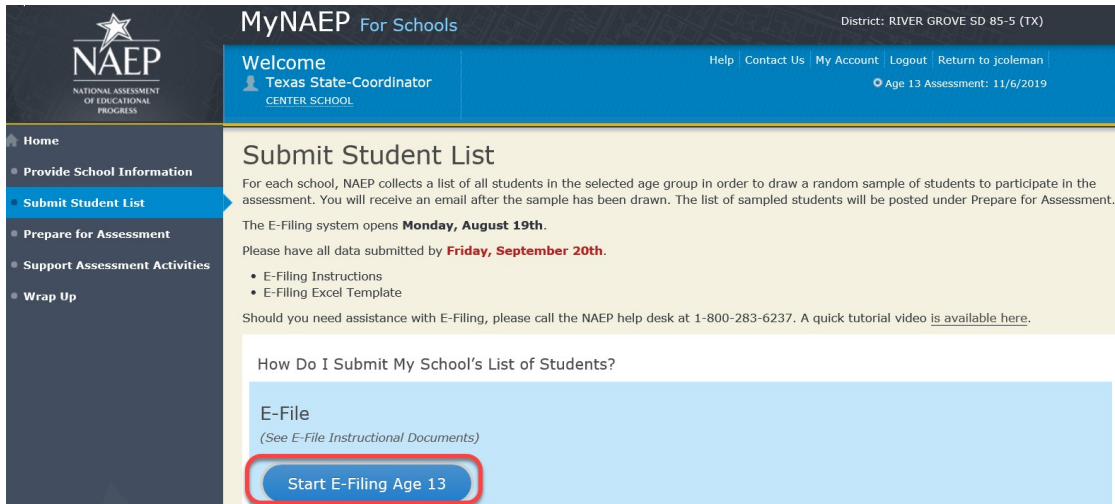 NAEP
NATIONAL ASSESSMENT
OF EDUCATIONAL
PROGRESS
MyNAEP For Schools
District: RIVER GROVE SD 85-5 (TX)
Welcome
Texas State-Coordinator
CENTER SCHOOL
Help Contact Us My Account Logout Return to jcoleman
Age 13 Assessment: 11/6/2019
Home
Provide School Information
Submit Student List
Prepare for Assessment
Support Assessment Activities
Wrap Up
Submit Student List
For each school, NAEP collects a list of all students in the selected age group in order to draw a random sample of students to participate in the
assessment. You will receive an email after the sample has been drawn. The list of sampled students will be posted under Prepare for Assessment.
The E-Filing system opens Monday, August 19th.
Please have all data submitted by Friday, September 20th.
• E-Filing Instructions
• E-Filing Excel Template
Should you need assistance with E-Filing, please call the NAEP help desk at 1-800-283-6237. A quick tutorial video is available here.
How Do I Submit My School's List of Students?
E-File
(See E-File Instructional Documents)
Start E-Filing Age 13